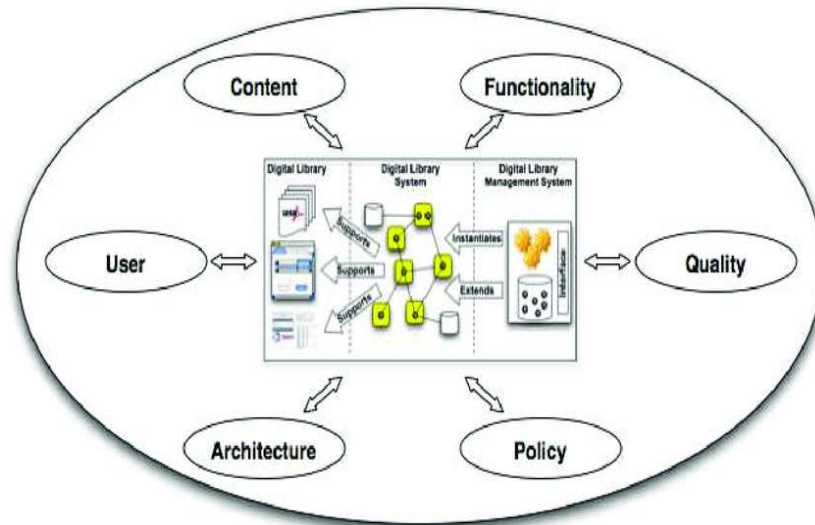 Content
Functionality
Digital Library
Digital Library
System
Digital Library
Management System
Supports
Instantiates
User
Supports
Interface
Quality
Extends
Supports
Architecture
Policy